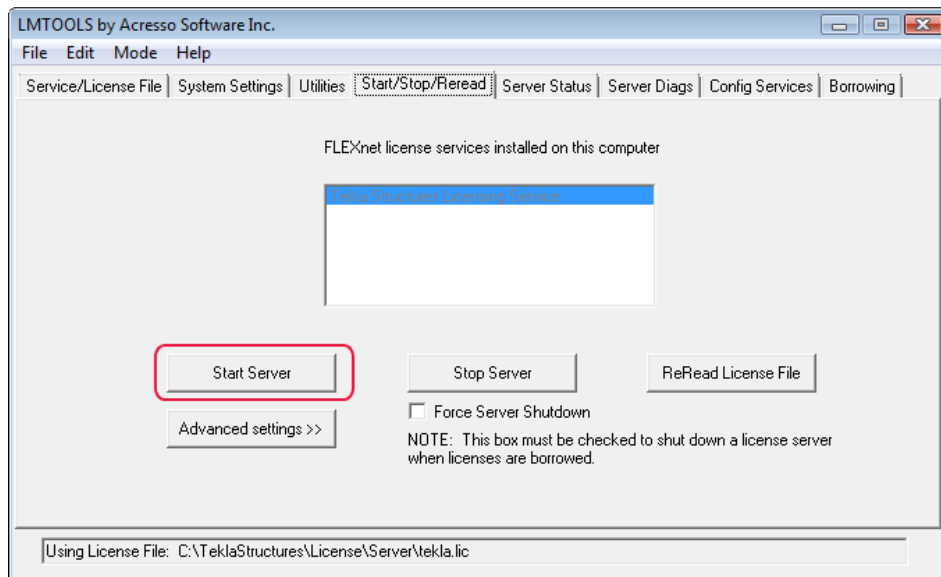 LMTOOLS by Acresso Software Inc.
File Edit Mode Help
Service/License File System Settings Utilities Start/Stop/Reread Server Status Server Diags Config Services Borrowing
FLEXnet license services installed on this computer
Tekla Structures Licensing Service
Start Server Stop Server ReRead License File
Advanced settings >> Force Server Shutdown
NOTE: This box must be checked to shut down a license server
when licenses are borrowed.
Using License File: C:\TeklaStructures\License\Server\tekla.lic